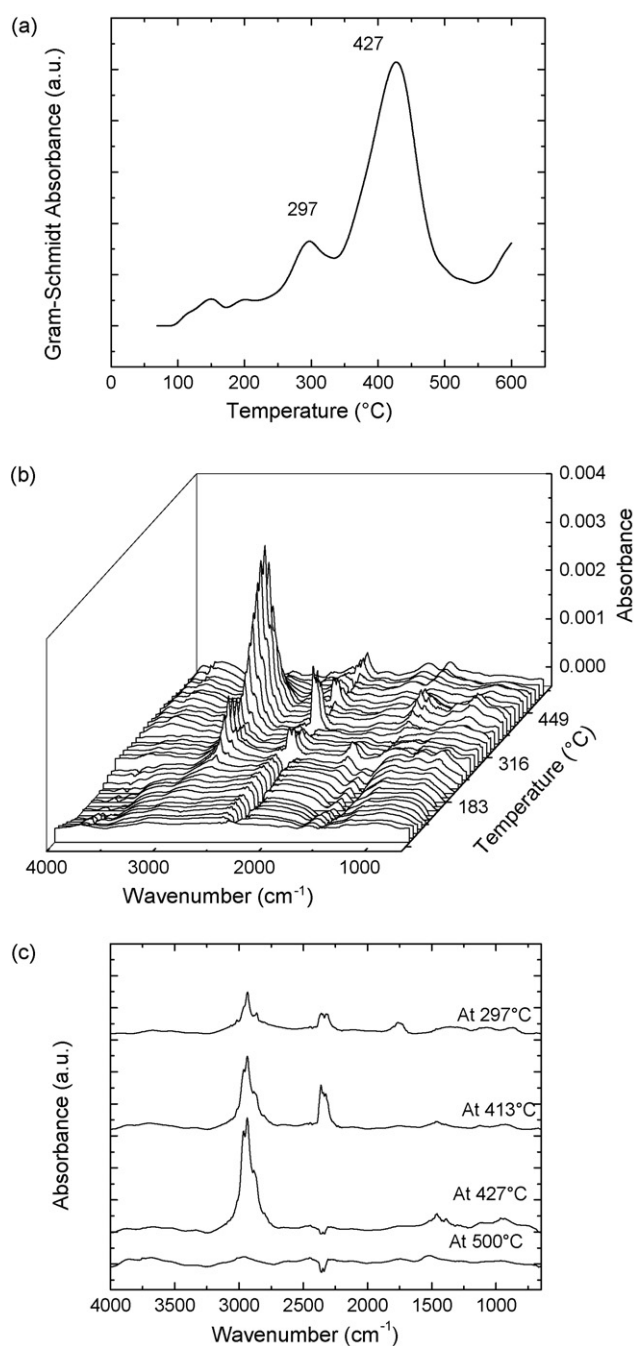 (a)
427
297
Gram-Schmidt Absorbance (a.u.)
0 100 200 300 400 500 600
Temperature (°C)
(b)
0.004
0.003
0.002
0.001
0.000
Absorbance
449
316
183
Temperature (°C)
4000 3000 2000 1000
Wavenumber (cm-1)
(c)
At 297°C
At 413°C
At 427°C
At 500°C
Absorbance (a.u.)
4000 3500 3000 2500 2000 1500 1000
Wavenumber (cm-1)